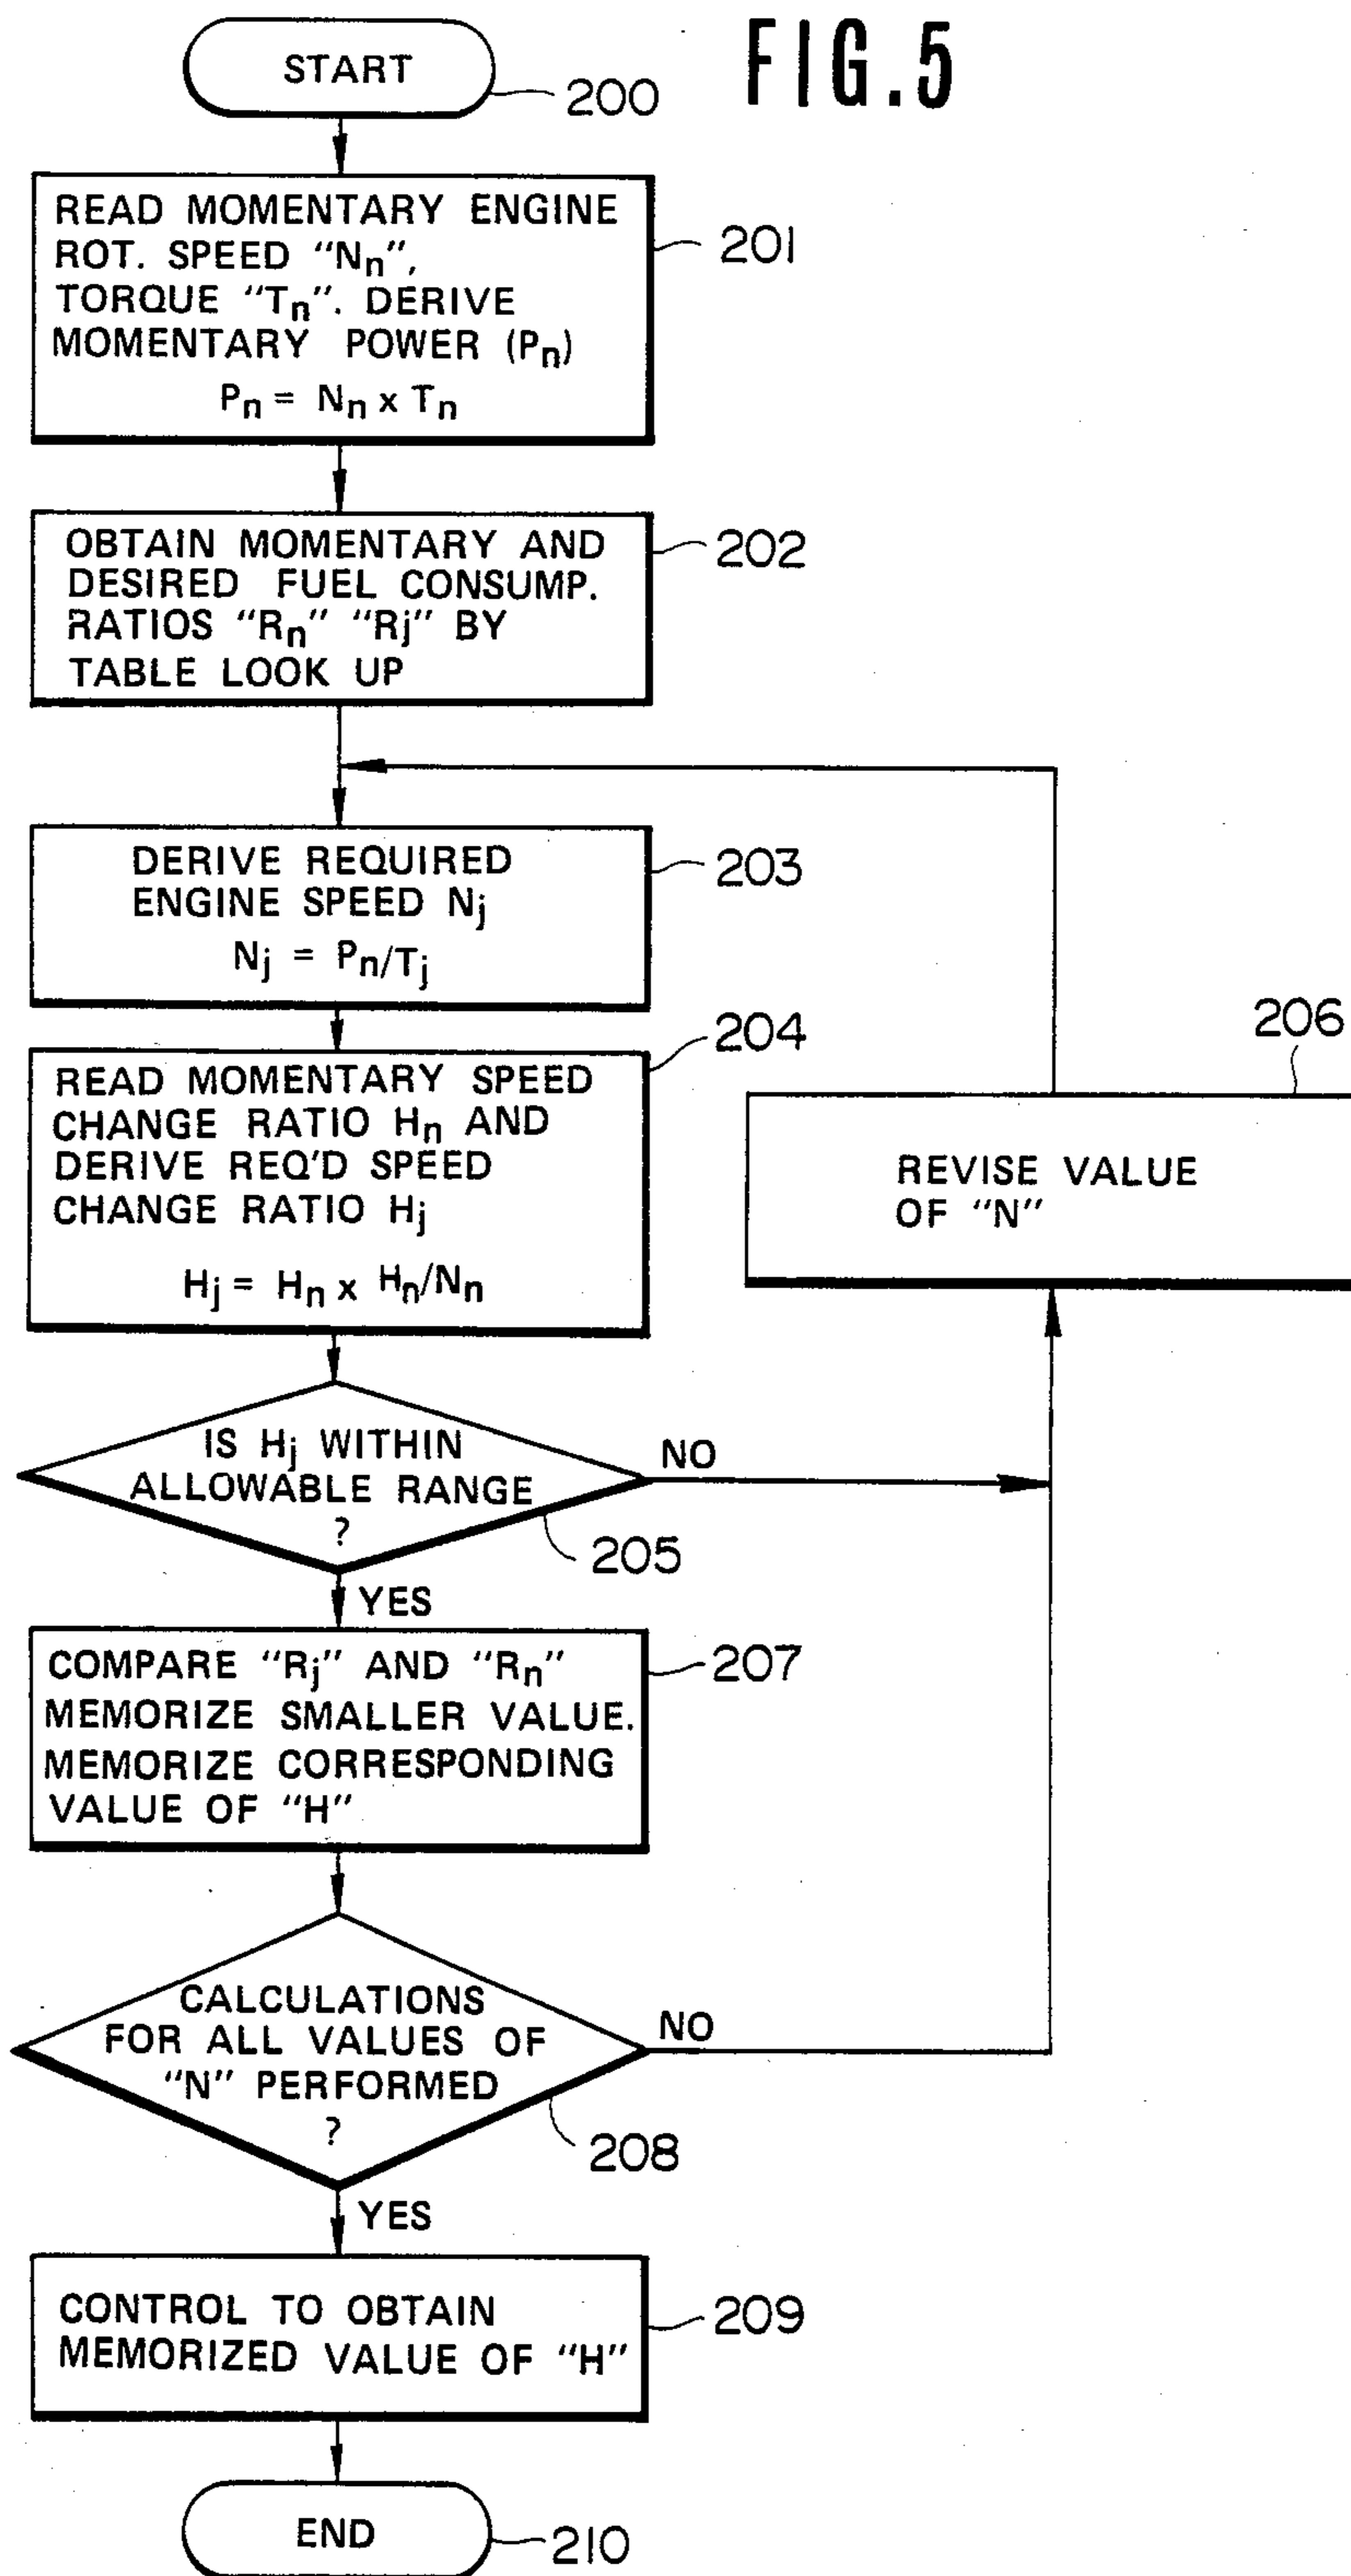 FIG.5
START
200
READ MOMENTARY ENGINE
ROT. SPEED "Nn",
TORQUE "Tn". DERIVE
MOMENTARY POWER (Pn)
Pn = Nn x Tn
201
OBTAIN MOMENTARY AND
DESIRED FUEL CONSUMP.
RATIOS "Rn" "Rj" BY
TABLE LOOK UP
202
DERIVE REQUIRED
ENGINE SPEED Nj
Nj = Pn/Tj
203
READ MOMENTARY SPEED
CHANGE RATIO Hn AND
DERIVE REQ'D SPEED
CHANGE RATIO Hj
Hj = Hn x Hn/Nn
204
206
REVISE VALUE
OF "N"
IS Hj WITHIN
ALLOWABLE RANGE
?
NO
205
YES
COMPARE "Rj" AND "Rn"
MEMORIZE SMALLER VALUE.
MEMORIZE CORRESPONDING
VALUE OF "H"
207
CALCULATIONS
FOR ALL VALUES OF
"N" PERFORMED
?
NO
208
YES
CONTROL TO OBTAIN
MEMORIZED VALUE OF "H"
209
END
210